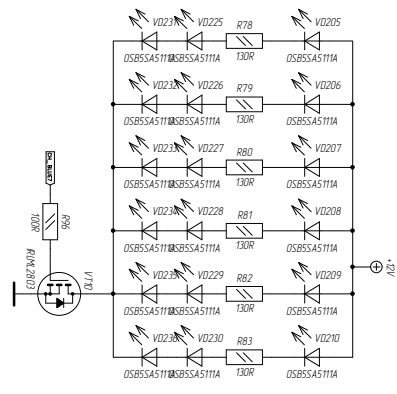 VD231 VD225 R78 VD205
OSB5SA5111A OSB5SA5111A 130R OSB5SA5111A
VD232 VD226 R79 VD206
OSB5SA5111A OSB5SA5111A 130R OSB5SA5111A
VD233 VD227 R80 VD207
OSB5SA5111A OSB5SA5111A 130R OSB5SA5111A
VD234 VD228 R81 VD208
OSB5SA5111A OSB5SA5111A 130R OSB5SA5111A
VD235 VD229 R82 VD209
OSB5SA5111A OSB5SA5111A 130R OSB5SA5111A
VD236 VD230 R83 VD210
OSB5SA5111A OSB5SA5111A 130R OSB5SA5111A
+12V
CH_BLUE7
R96
100R
VT10
IRLML2803